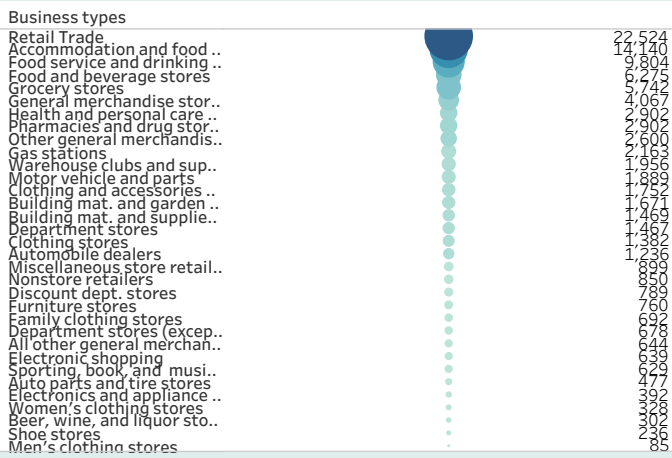 Business types
Retail Trade 22,524
Accommodation and food .. 14,140
Food service and drinking .. 9,804
Food and beverage stores 6,275
Grocery stores 5,742
General merchandise stor.. 4,067
Health and personal care .. 2,902
Pharmacies and drug stor.. 2,902
Other general merchandis.. 2,600
Gas stations 2,163
Warehouse clubs and sup.. 1,956
Motor vehicle and parts 1,889
Clothing and accessories .. 1,752
Building mat. and garden .. 1,671
Building mat. and supplie.. 1,469
Department stores 1,467
Clothing stores 1,382
Automobile dealers 1,236
Miscellaneous store retail.. 899
Nonstore retailers 850
Discount dept. stores 789
Furniture stores 760
Family clothing stores 692
Department stores (excep.. 678
All other general merchan.. 644
Electronic shopping 639
Sporting, book, and musi.. 629
Auto parts and tire stores 477
Electronics and appliance .. 392
Women's clothing stores 328
Beer, wine, and liquor sto.. 302
Shoe stores 236
Men's clothing stores 85